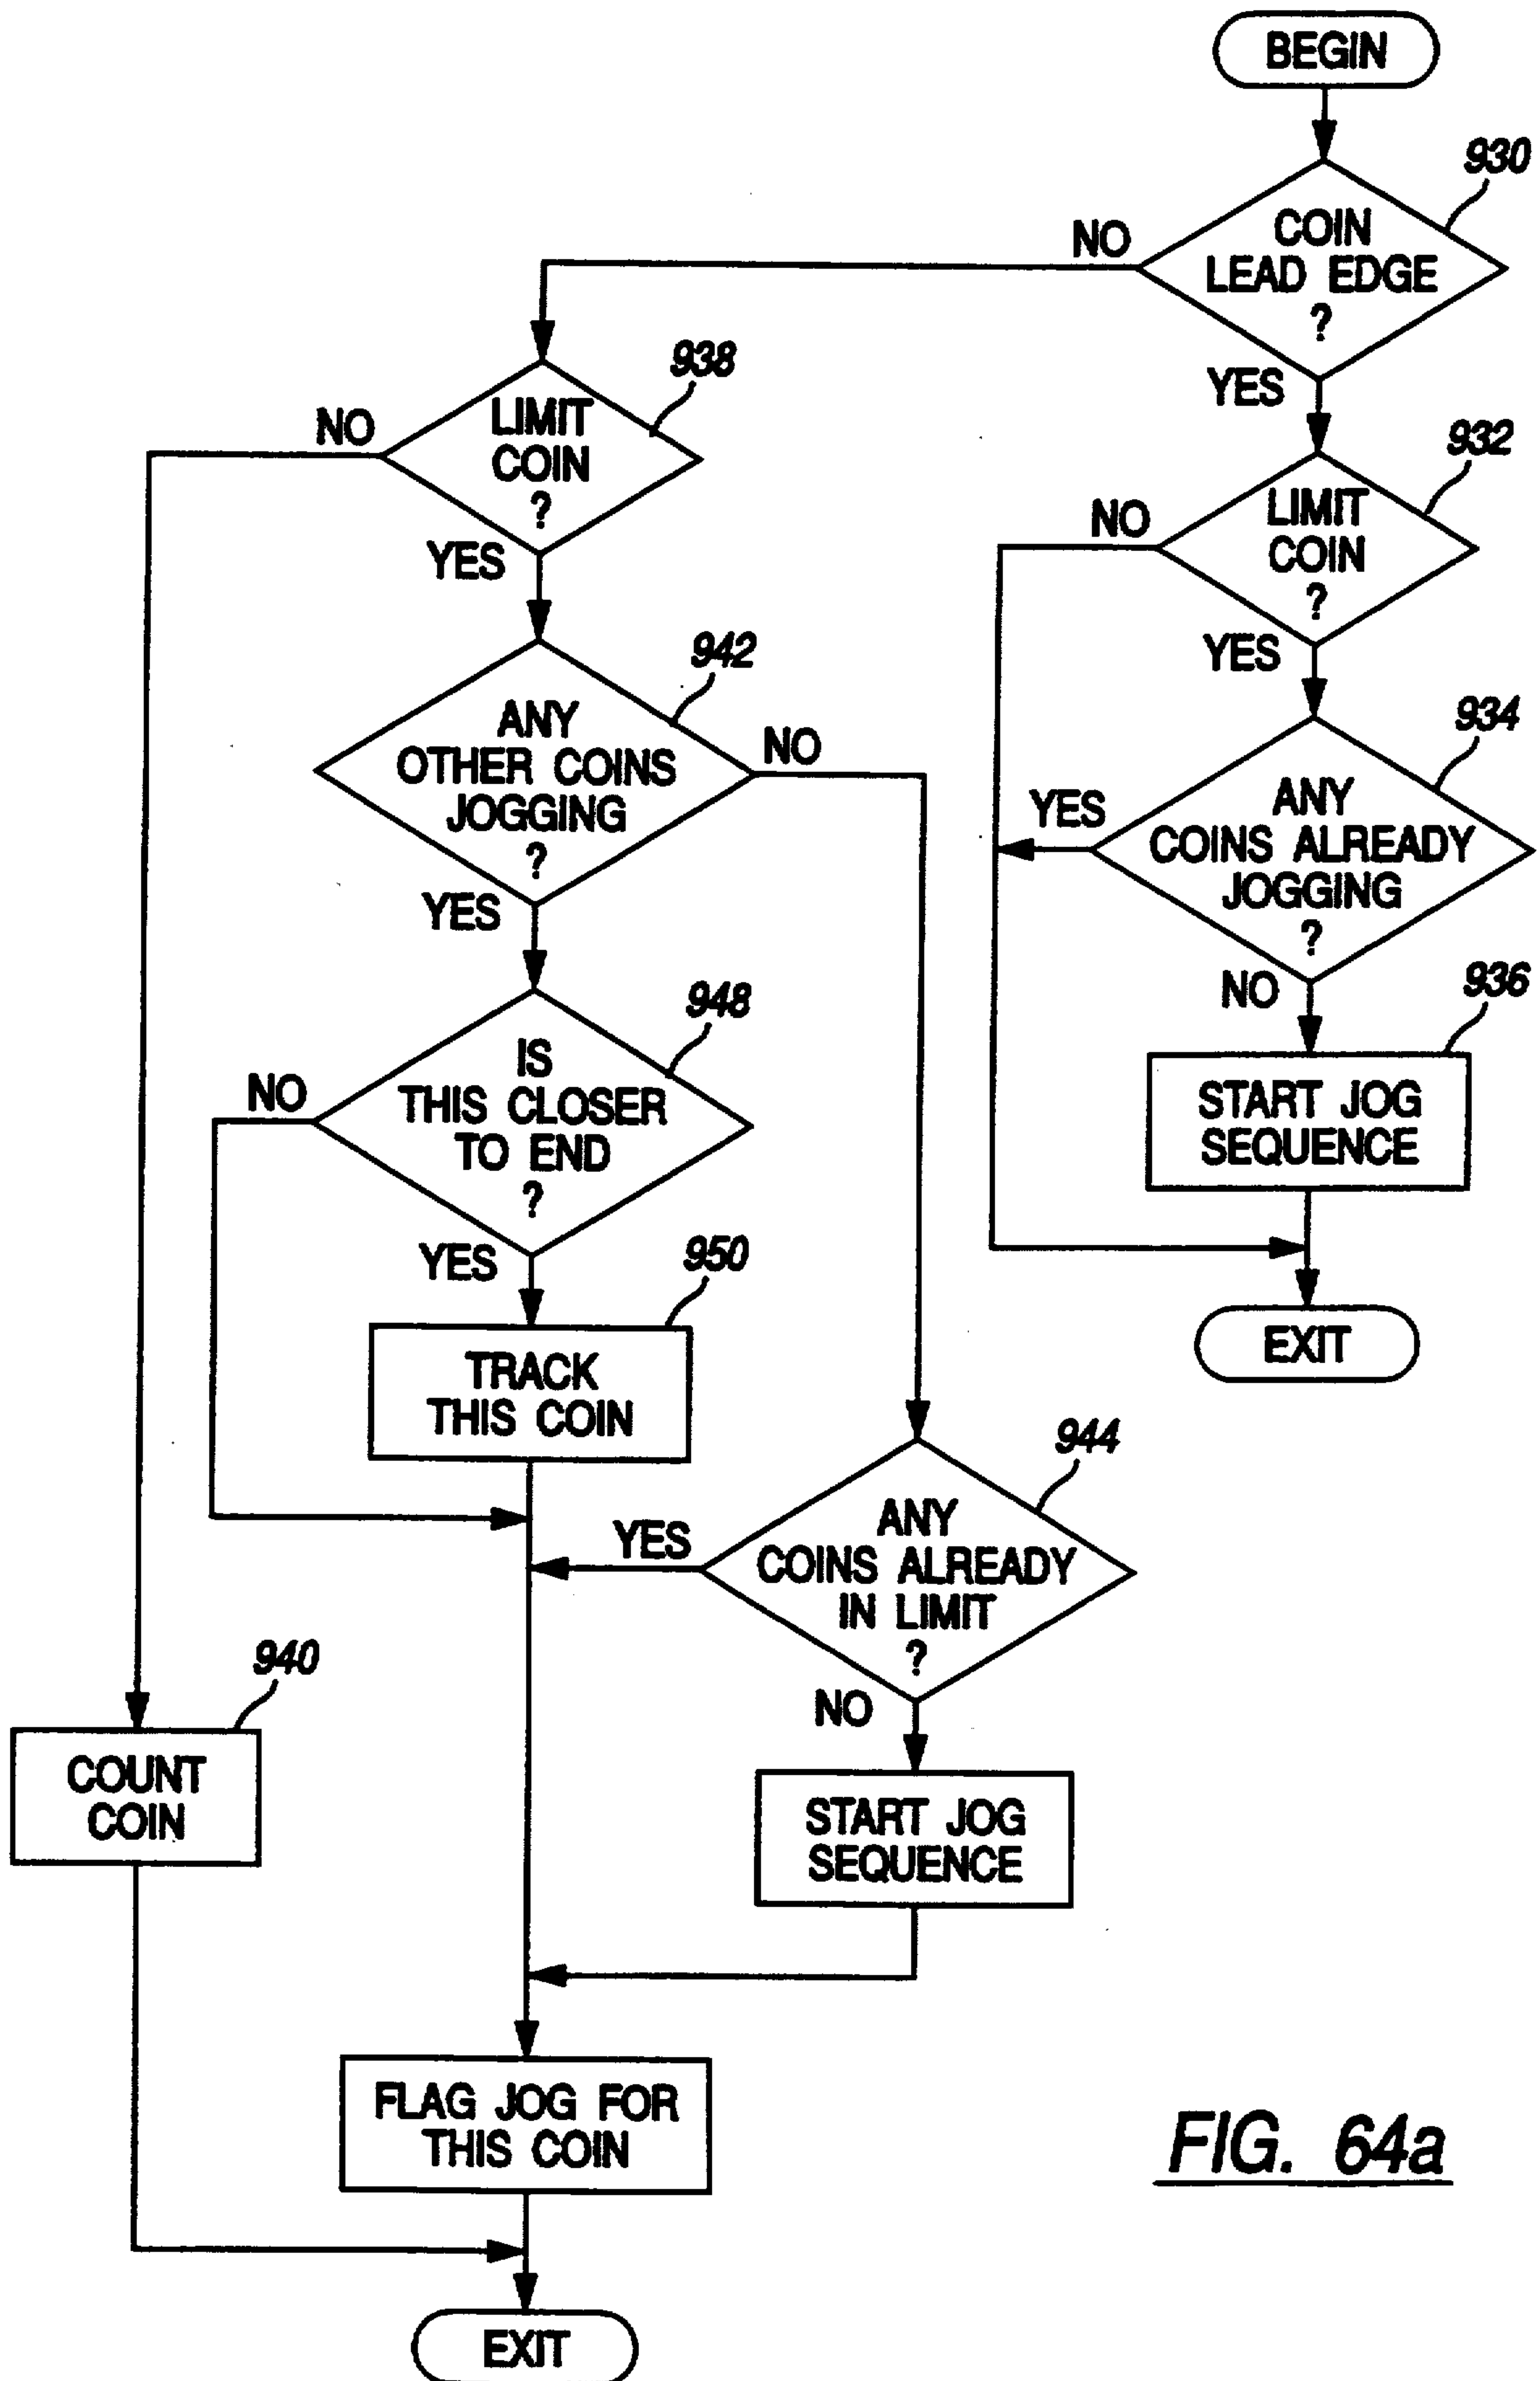 BEGIN
930
COIN
LEAD EDGE
?
NO
YES
938
LIMIT
COIN
?
NO
YES
932
LIMIT
COIN
?
NO
YES
942
ANY
OTHER COINS
JOGGING
?
NO
YES
934
ANY
COINS ALREADY
JOGGING
?
YES
NO
936
START JOG
SEQUENCE
EXIT
948
IS
THIS CLOSER
TO END
?
NO
YES
950
TRACK
THIS COIN
944
ANY
COINS ALREADY
IN LIMIT
?
YES
NO
940
COUNT
COIN
START JOG
SEQUENCE
FLAG JOG FOR
THIS COIN
EXIT
FIG. 64a